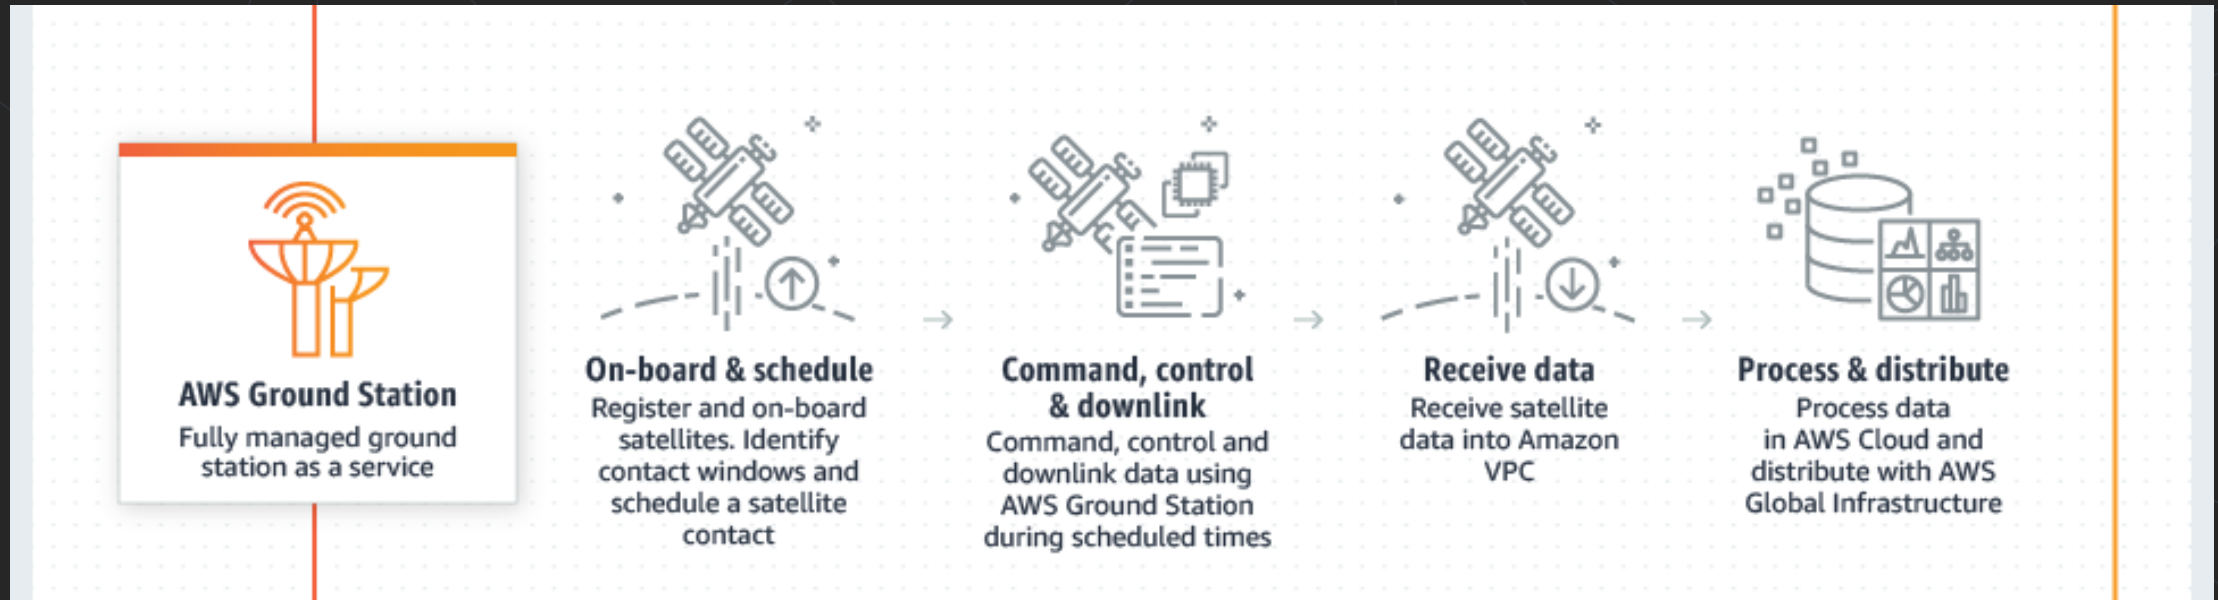 AWS Ground Station
Fully managed ground
station as a service
On-board & schedule
Register and on-board
satellites. Identify
contact windows and
schedule a satellite
contact
Command, control
& downlink
Command, control and
downlink data using
AWS Ground Station
during scheduled times
Receive data
Receive satellite
data into Amazon
VPC
Process & distribute
Process data
in AWS Cloud and
distribute with AWS
Global Infrastructure